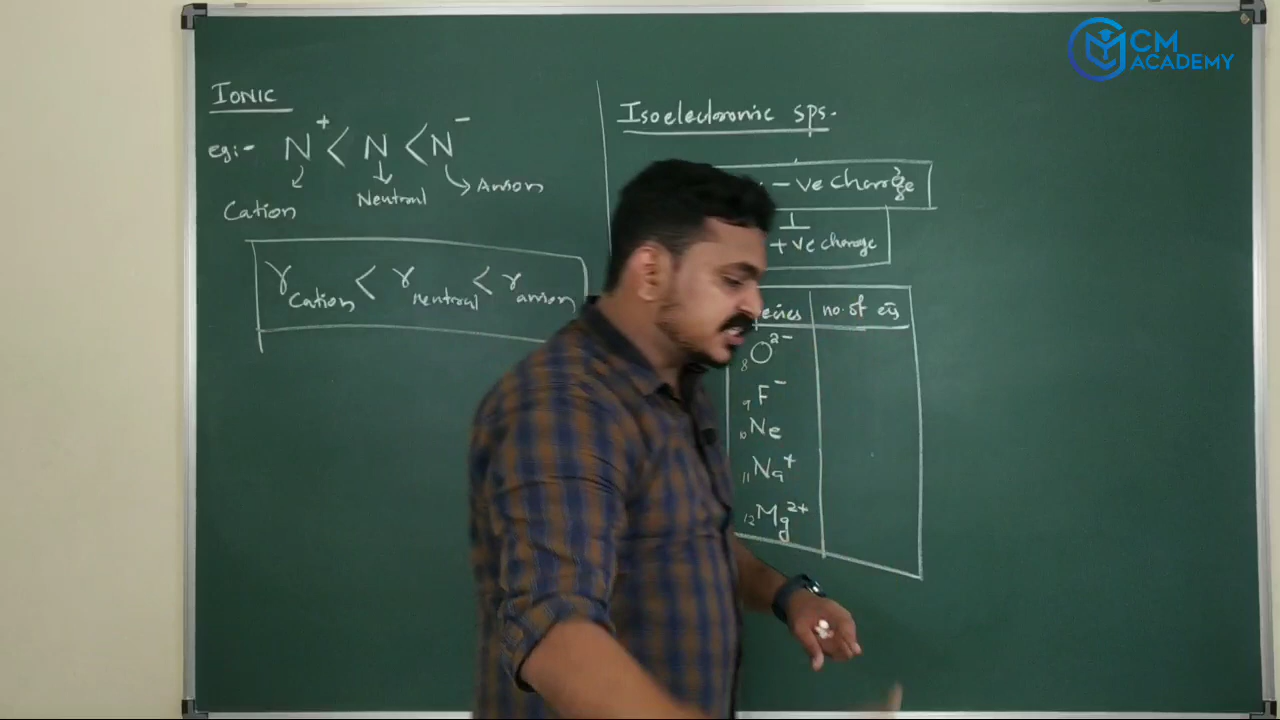 CM
ACADEMY
IONIC
eg:- N⁺ < N < N⁻
Cation Neutral Anion
r cation < r neutral < r anion
Isoelectronic sps.
-ve charge
1
+ve charge
no. of e⁻s
₈O²⁻
₉F⁻
₁₀Ne
₁₁Na⁺
₁₂Mg²⁺